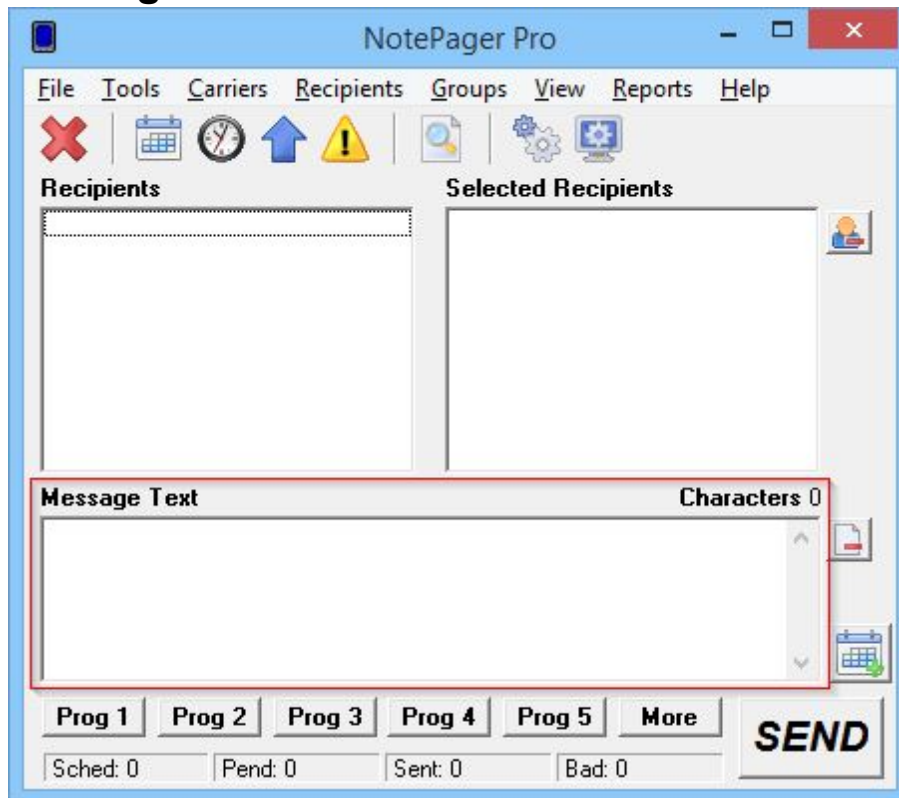 NotePager Pro
File Tools Carriers Recipients Groups View Reports Help
Recipients Selected Recipients
Message Text Characters 0
Prog 1 Prog 2 Prog 3 Prog 4 Prog 5 More SEND
Sched: 0 Pend: 0 Sent: 0 Bad: 0